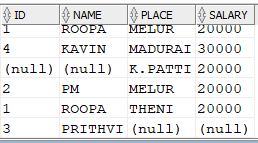 ID NAME PLACE SALARY
1 ROOPA MELUR 20000
4 KAVIN MADURAI 30000
(null) (null) K.PATTI 20000
2 PM MELUR 20000
1 ROOPA THENI 20000
3 PRITHVI (null) (null)